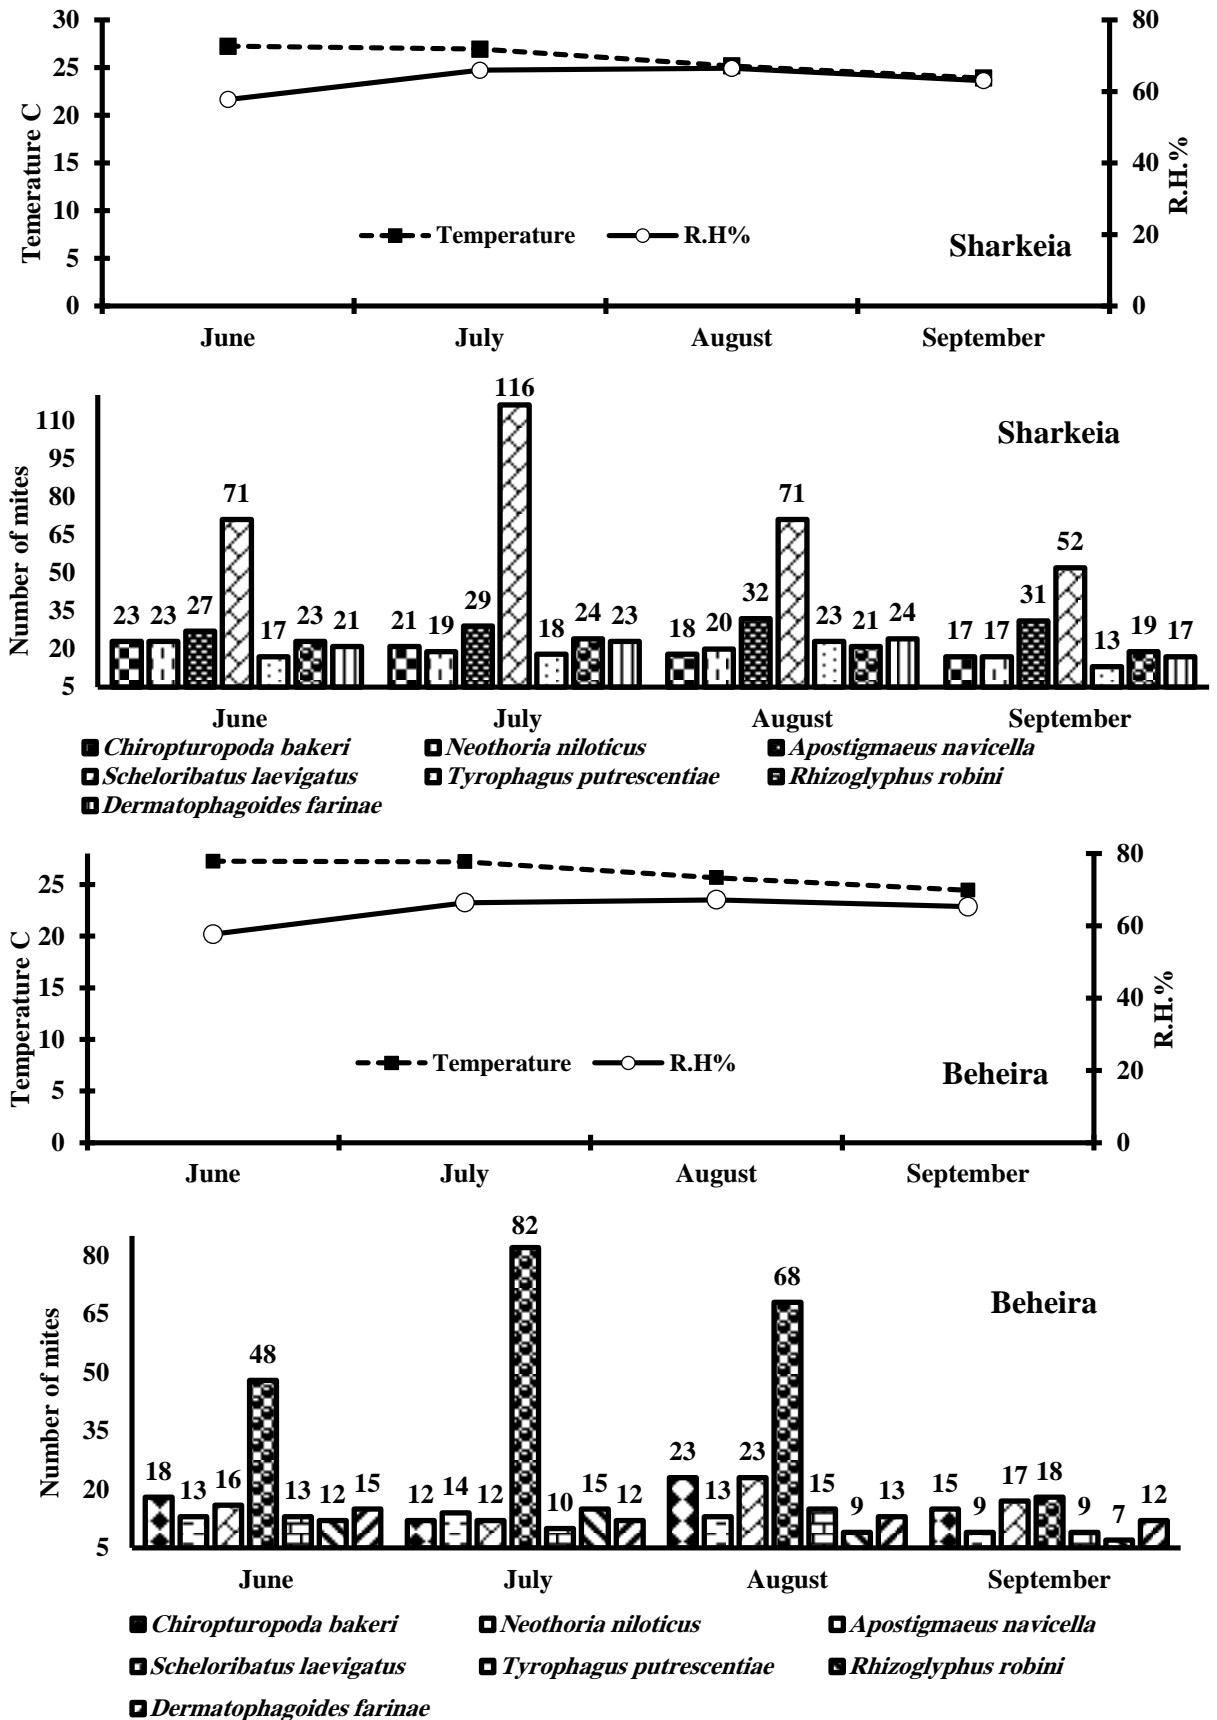 30
25
20
15
10
5
0
Temerature C
80
60
40
20
0
R.H.%
Temperature R.H%
Sharkeia
June July August September
110
95
80
65
50
35
20
5
Number of mites
Sharkeia
23 23 27 71 17 23 21
21 19 29 116 18 24 23
18 20 32 71 23 21 24
17 17 31 52 13 19 17
June July August September
Chiropturopoda bakeri Neothoria niloticus Apostigmaeus navicella
Scheloribatus laevigatus Tyrophagus putrescentiae Rhizoglyphus robini
Dermatophagoides farinae
25
20
15
10
5
0
Temperature C
80
60
40
20
0
R.H.%
Temperature R.H%
Beheira
June July August September
80
65
50
35
20
5
Number of mites
Beheira
18 13 16 48 13 12 15
12 14 12 82 10 15 12
23 13 23 68 15 9 13
15 9 17 18 9 7 12
June July August September
Chiropturopoda bakeri Neothoria niloticus Apostigmaeus navicella
Scheloribatus laevigatus Tyrophagus putrescentiae Rhizoglyphus robini
Dermatophagoides farinae